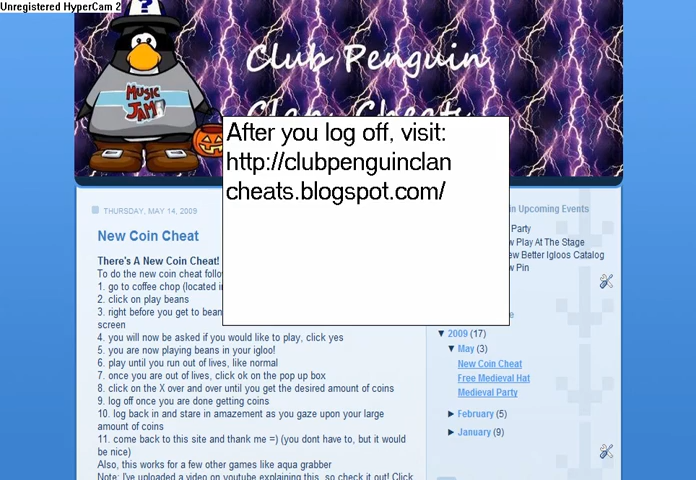 Unregistered HyperCam 2
?
Club Penguin
Clan Cheats
MUSIC
JAM
After you log off, visit:
http://clubpenguinclan
cheats.blogspot.com/
THURSDAY, MAY 14, 2009
New Coin Cheat
There's A New Coin Cheat!
To do the new coin cheat follow
1. go to coffee chop (located in
2. click on play beans
3. right before you get to bean
screen
4. you will now be asked if you would like to play, click yes
5. you are now playing beans in your igloo!
6. play until you run out of lives, like normal
7. once you are out of lives, click ok on the pop up box
8. click on the X over and over until you get the desired amount of coins
9. log off once you are done getting coins
10. log back in and stare in amazement as you gaze upon your large
amount of coins
11. come back to this site and thank me =) (you dont have to, but it would
be nice)
Also, this works for a few other games like aqua grabber
Note: I've uploaded a video on youtube explaining this, so check it out! Click
in Upcoming Events
Party
w Play At The Stage
ew Better Igloos Catalog
w Pin
▼ 2009 (17)
▼ May (3)
New Coin Cheat
Free Medieval Hat
Medieval Party
► February (5)
► January (9)